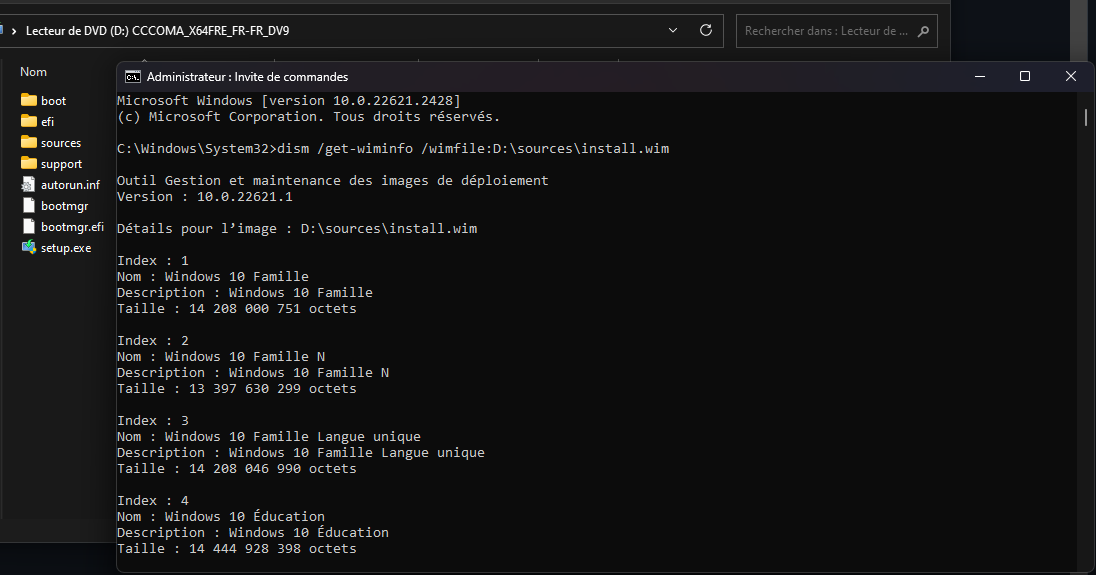 Lecteur de DVD (D:) CCCOMA_X64FRE_FR-FR_DV9
Rechercher dans : Lecteur de ...
Nom
boot
efi
sources
support
autorun.inf
bootmgr
bootmgr.efi
setup.exe
Administrateur : Invite de commandes
Microsoft Windows [version 10.0.22621.2428]
(c) Microsoft Corporation. Tous droits réservés.
C:\Windows\System32>dism /get-wiminfo /wimfile:D:\sources\install.wim
Outil Gestion et maintenance des images de déploiement
Version : 10.0.22621.1
Détails pour l’image : D:\sources\install.wim
Index : 1
Nom : Windows 10 Famille
Description : Windows 10 Famille
Taille : 14 208 000 751 octets
Index : 2
Nom : Windows 10 Famille N
Description : Windows 10 Famille N
Taille : 13 397 630 299 octets
Index : 3
Nom : Windows 10 Famille Langue unique
Description : Windows 10 Famille Langue unique
Taille : 14 208 046 990 octets
Index : 4
Nom : Windows 10 Éducation
Description : Windows 10 Éducation
Taille : 14 444 928 398 octets